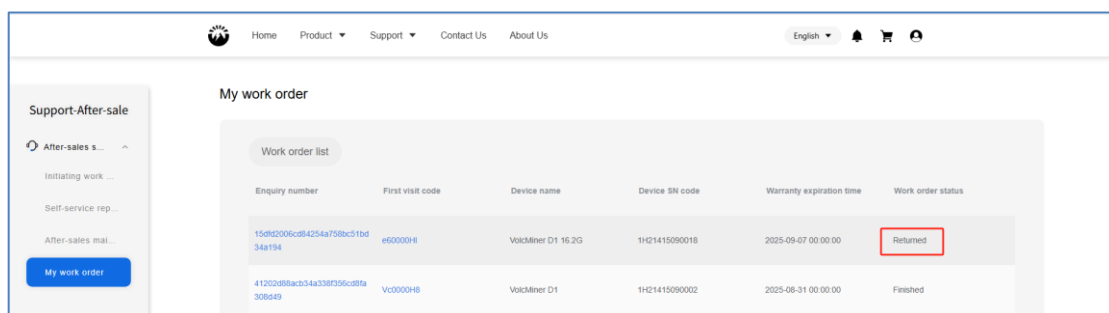 Home Product ▼ Support ▼ Contact Us About Us English ▼
My work order
Support-After-sale
After-sales s...
Initiating work ...
Self-service rep...
After-sales mai...
My work order
Work order list
Enquiry number First visit code Device name Device SN code Warranty expiration time Work order status
15dfd2006cd84254a758bc51bd
34a194 e60000HI VolcMiner D1 16.2G 1H21415090018 2025-09-07 00:00:00 Returned
41202d88acb34a338f356cd8fa
308d49 Vc0000H8 VolcMiner D1 1H21415090002 2025-08-31 00:00:00 Finished